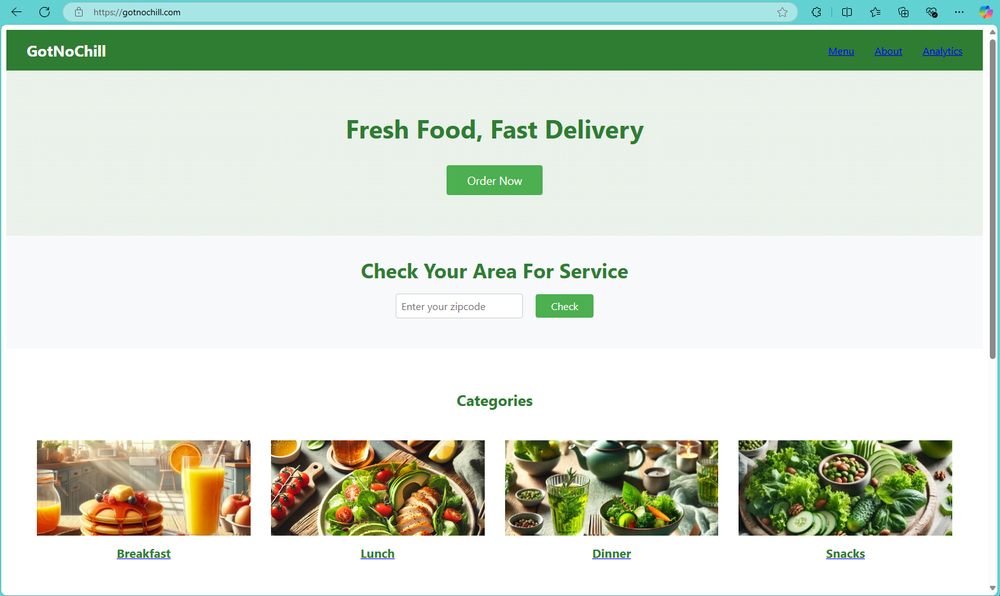 https://gotnochill.com
GotNoChill
Menu About Analytics
Fresh Food, Fast Delivery
Order Now
Check Your Area For Service
Enter your zipcode Check
Categories
Breakfast Lunch Dinner Snacks